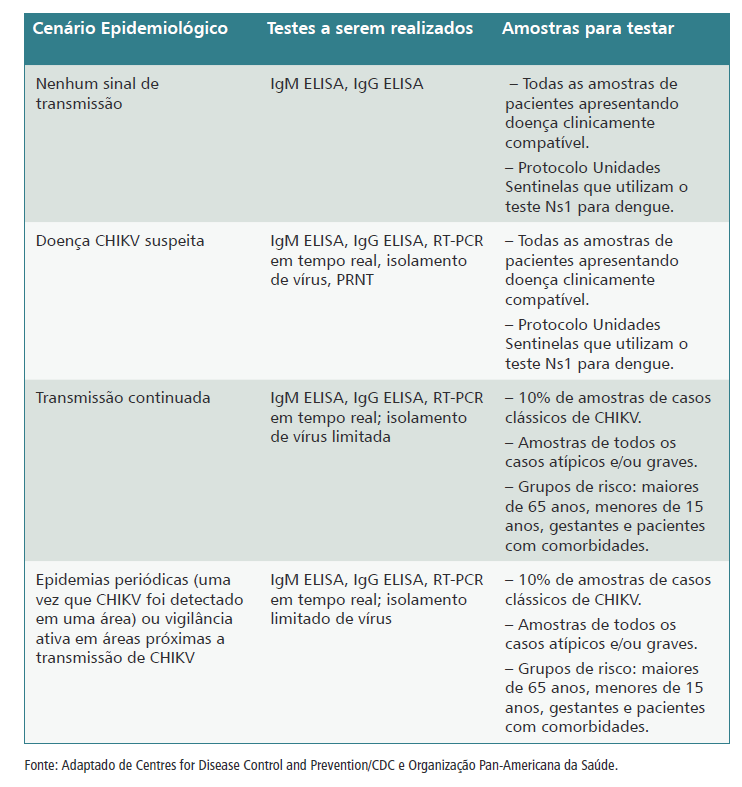 Cenário Epidemiológico
Testes a serem realizados
Amostras para testar
Nenhum sinal de
transmissão
IgM ELISA, IgG ELISA
– Todas as amostras de
pacientes apresentando
doença clinicamente
compatível.
– Protocolo Unidades
Sentinelas que utilizam o
teste Ns1 para dengue.
Doença CHIKV suspeita
IgM ELISA, IgG ELISA, RT-PCR
em tempo real, isolamento
de vírus, PRNT
– Todas as amostras de
pacientes apresentando
doença clinicamente
compatível.
– Protocolo Unidades
Sentinelas que utilizam o
teste Ns1 para dengue.
Transmissão continuada
IgM ELISA, IgG ELISA, RT-PCR
em tempo real; isolamento
de vírus limitada
– 10% de amostras de casos
clássicos de CHIKV.
– Amostras de todos os
casos atípicos e/ou graves.
– Grupos de risco: maiores
de 65 anos, menores de 15
anos, gestantes e pacientes
com comorbidades.
Epidemias periódicas (uma
vez que CHIKV foi detectado
em uma área) ou vigilância
ativa em áreas próximas a
transmissão de CHIKV
IgM ELISA, IgG ELISA, RT-PCR
em tempo real; isolamento
limitado de vírus
– 10% de amostras de casos
clássicos de CHIKV.
– Amostras de todos os
casos atípicos e/ou graves.
– Grupos de risco: maiores
de 65 anos, menores de 15
anos, gestantes e pacientes
com comorbidades.
Fonte: Adaptado de Centres for Disease Control and Prevention/CDC e Organização Pan-Americana da Saúde.